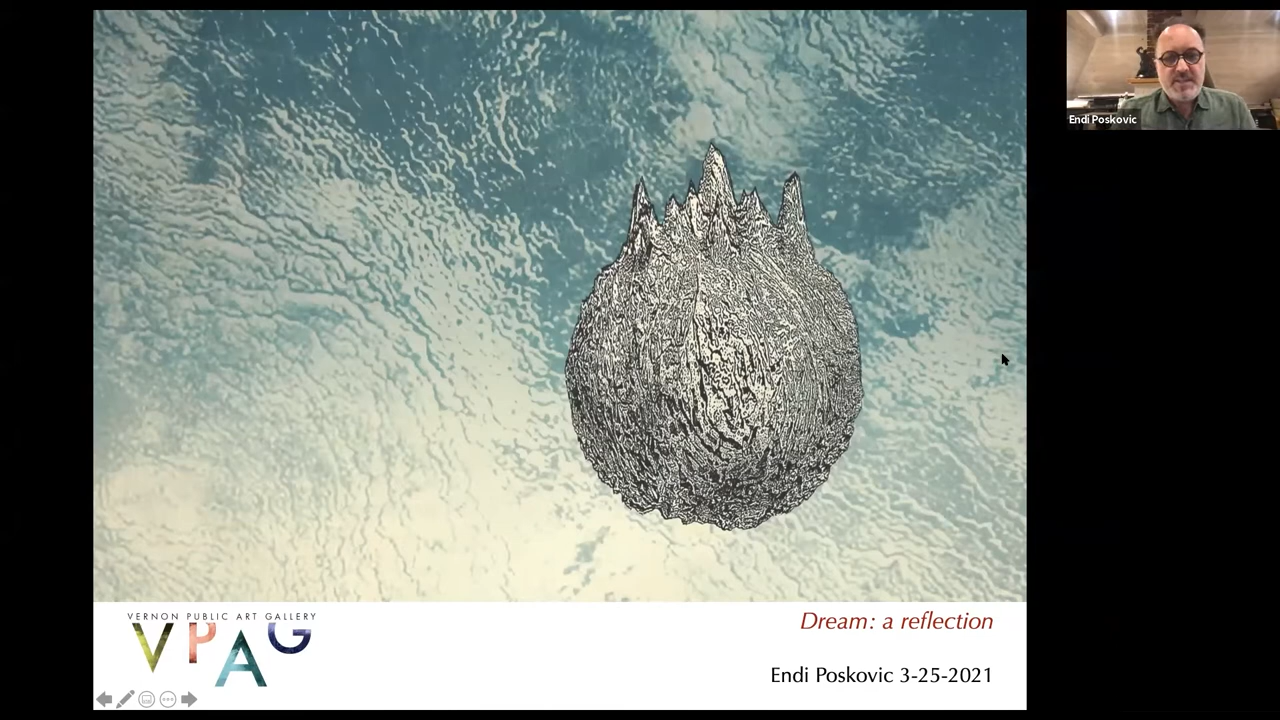 Endi Poskovic
VERNON PUBLIC ART GALLERY
VPAG
Dream: a reflection
Endi Poskovic 3-25-2021